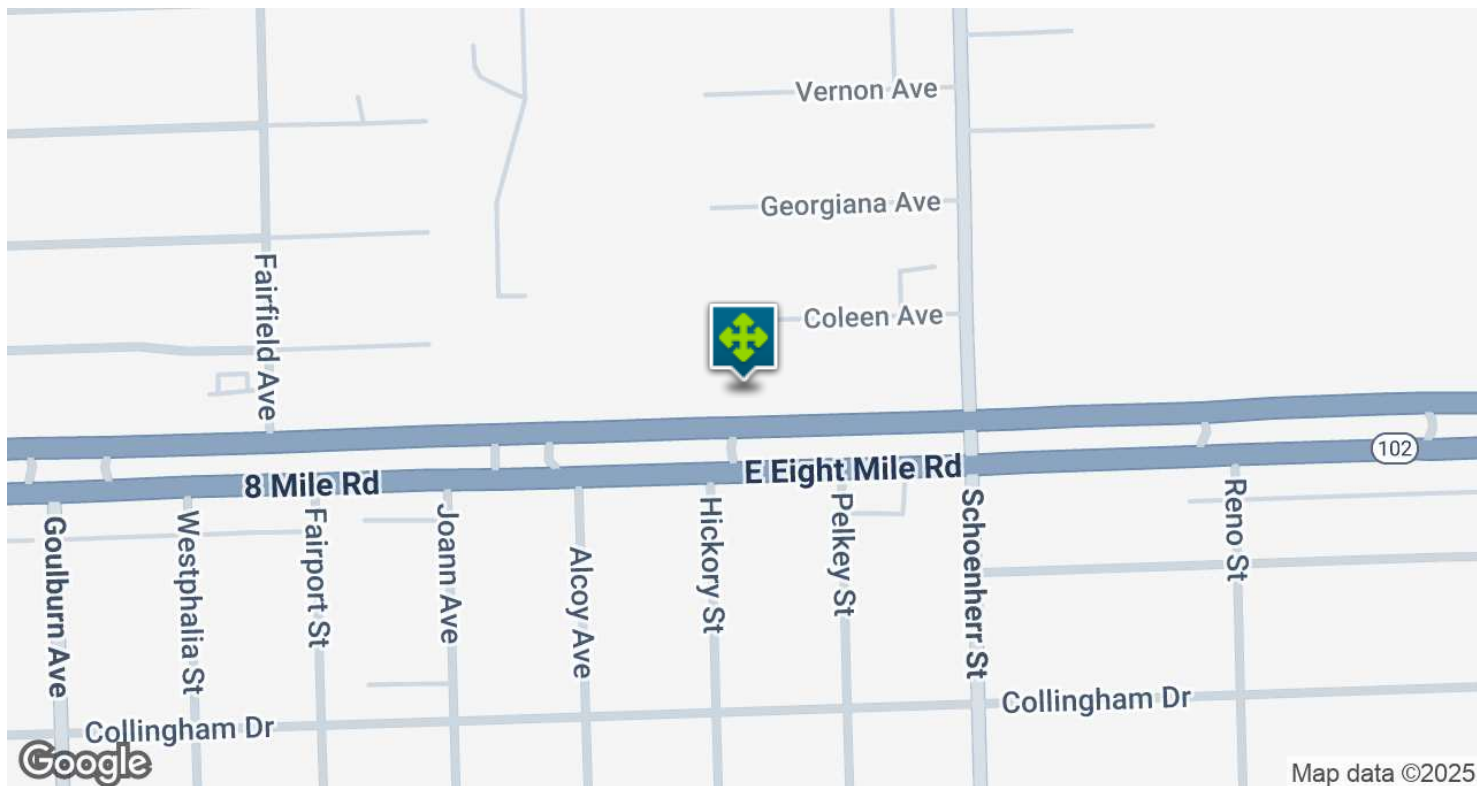 Vernon Ave
Georgiana Ave
Coleen Ave
Fairfield Ave
102
E Eight Mile Rd
8 Mile Rd
Goulburn Ave
Westphalia St
Fairport St
Joann Ave
Alcoy Ave
Hickory St
Pelkey St
Schoenherr St
Reno St
Collingham Dr
Collingham Dr
Google
Map data ©2025